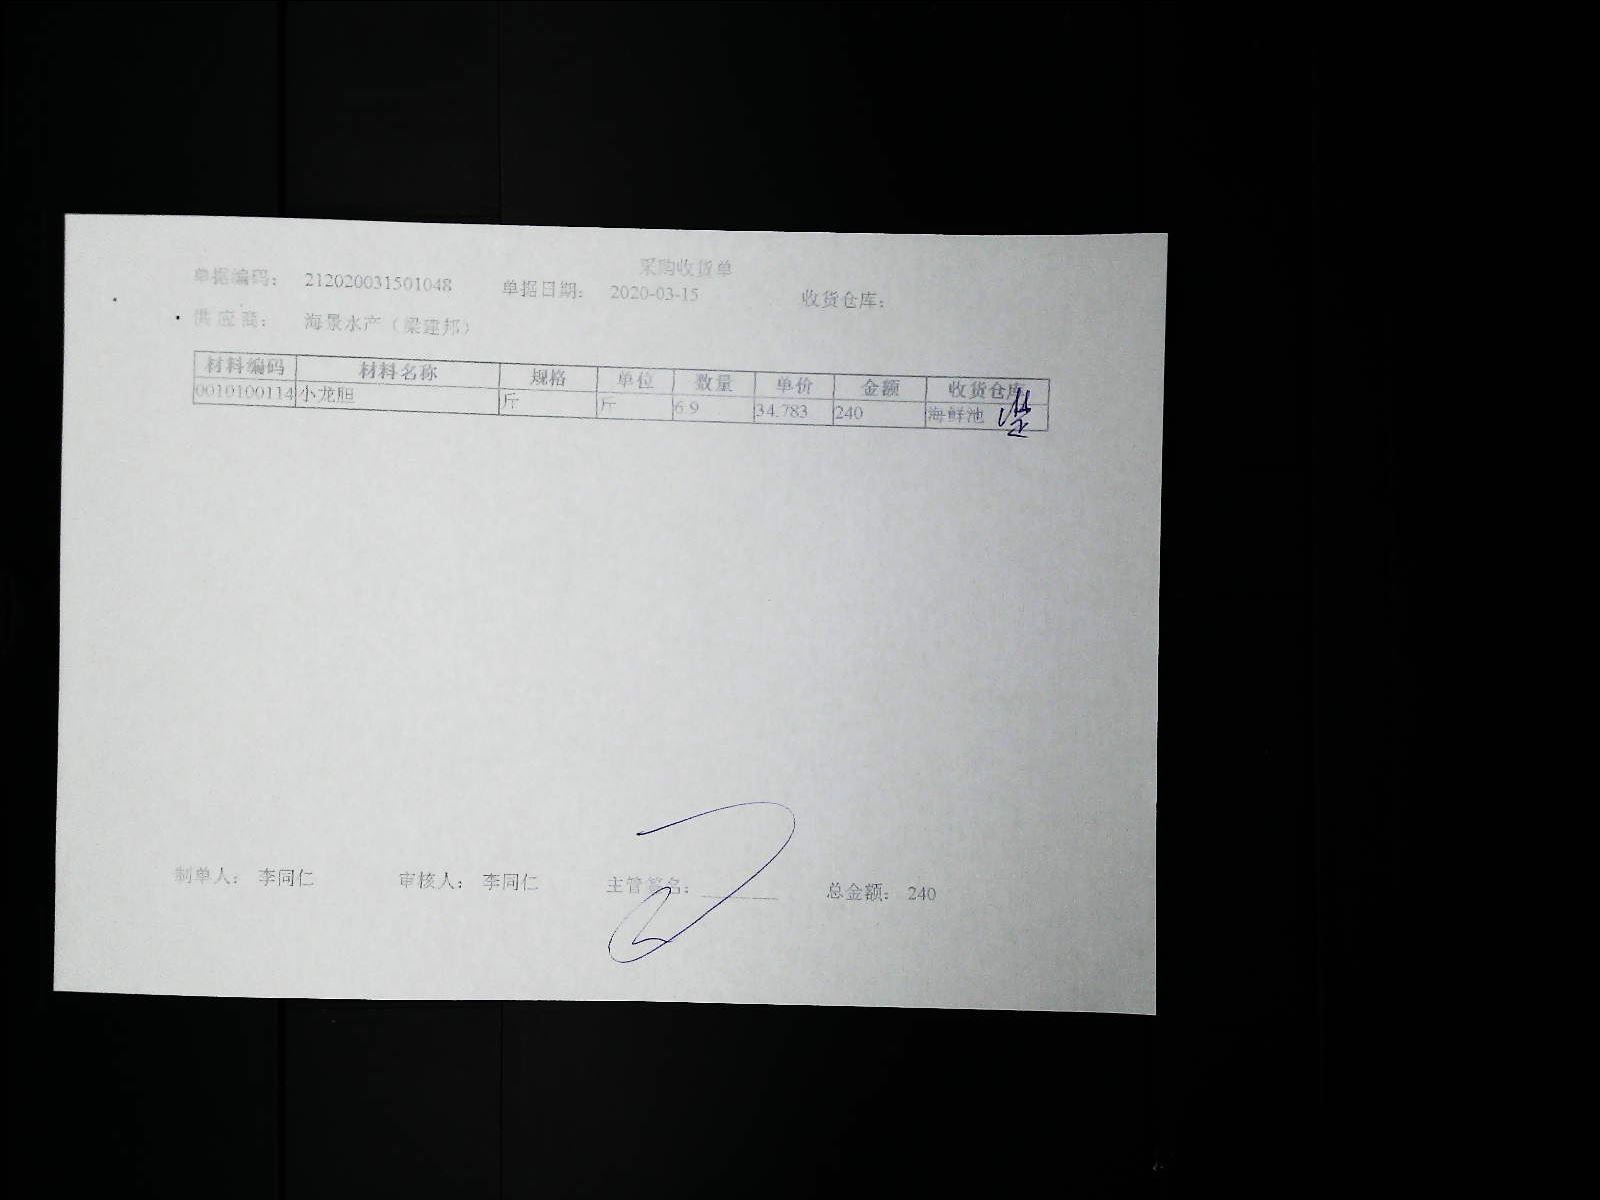 采购收货单
单据编码： 212020031501048 单据日期： 2020-03-15 收货仓库：
供应商： 海景水产（梁建邦）
材料编码 材料名称 规格 单位 数量 单价 金额 收货仓库
0010100114 小龙胆 斤 斤 6.9 34.783 240 海鲜池
制单人： 李同仁 审核人： 李同仁 主管签名： 总金额： 240